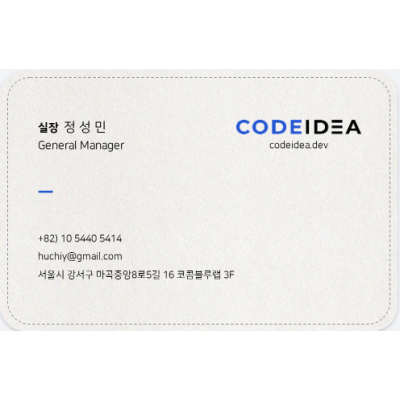 실장 정성민
General Manager
CODEIDEA
codeidea.dev
+82) 10 5440 5414
huchiy@gmail.com
서울시 강서구 마곡중앙8로5길 16 코콤블루랩 3F